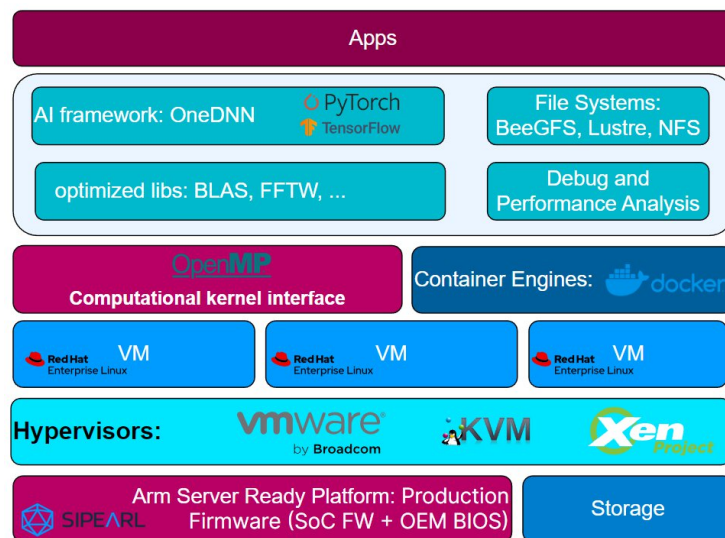 Apps
AI framework: OneDNN
PyTorch
TensorFlow
File Systems:
BeeGFS, Lustre, NFS
optimized libs: BLAS, FFTW, ...
Debug and
Performance Analysis
OpenMP
Computational kernel interface
Container Engines:
docker
VM
Red Hat
Enterprise Linux
VM
Red Hat
Enterprise Linux
VM
Red Hat
Enterprise Linux
Hypervisors:
vmware®
by Broadcom
KVM
Xen
Project
SIPEARL
Arm Server Ready Platform: Production
Firmware (SoC FW + OEM BIOS)
Storage